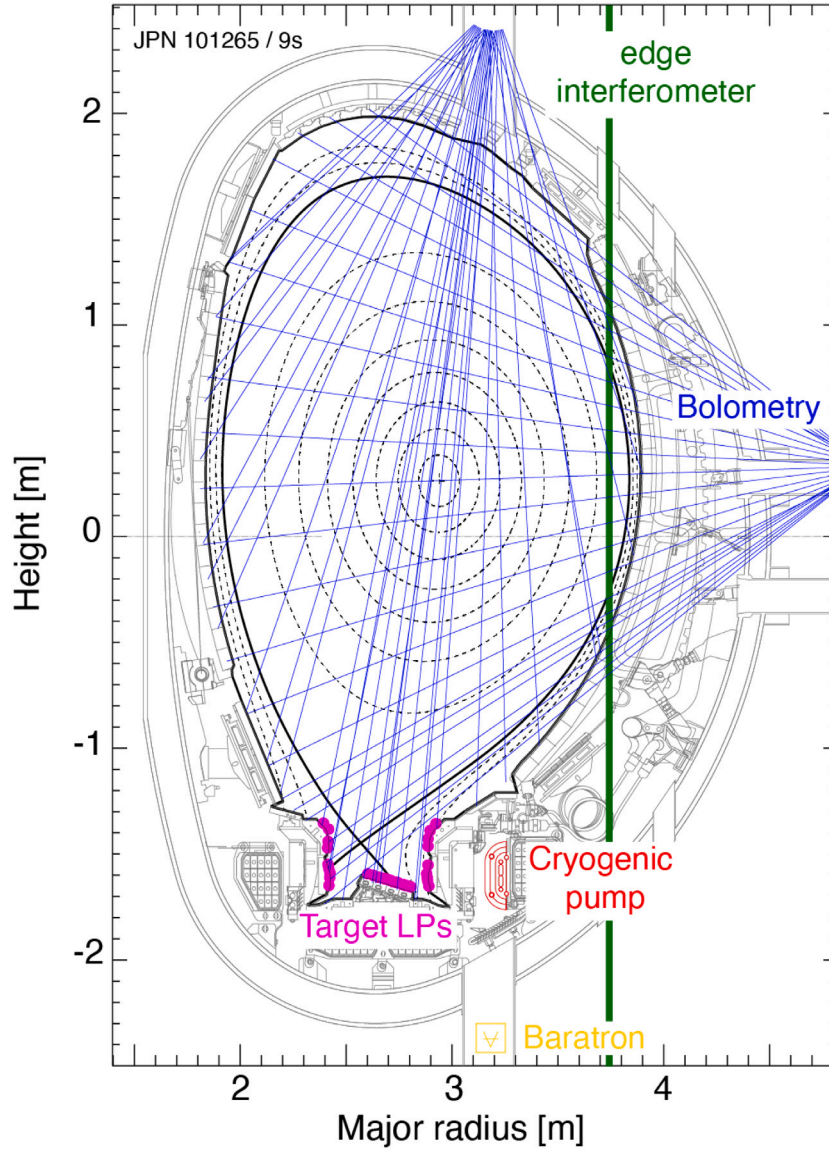 JPN 101265 / 9s
edge
interferometer
2
1
Bolometry
Height [m]
0
-1
Cryogenic
pump
Target LPs
-2
Baratron
2
3
4
Major radius [m]